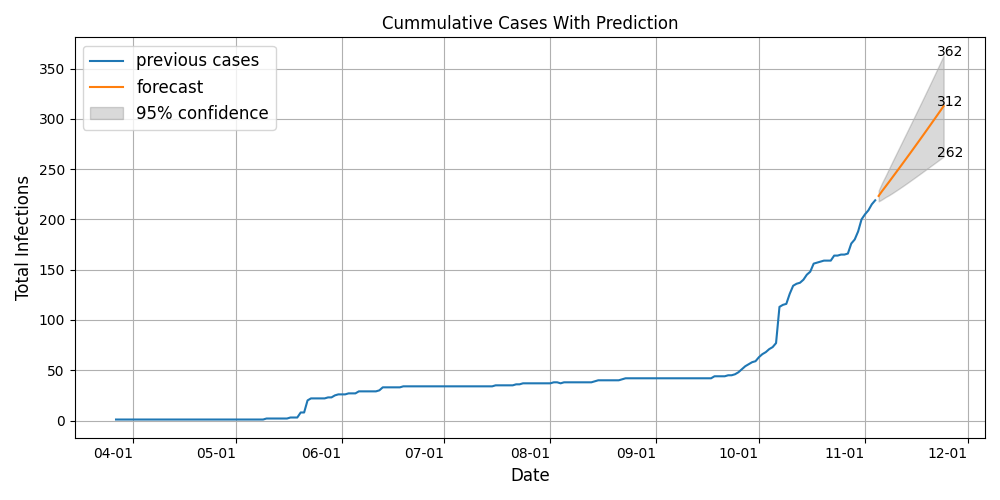 Cummulative Cases With Prediction
previous cases
forecast
95% confidence
362
312
262
350
300
250
200
150
100
50
0
Total Infections
04-01 05-01 06-01 07-01 08-01 09-01 10-01 11-01 12-01
Date